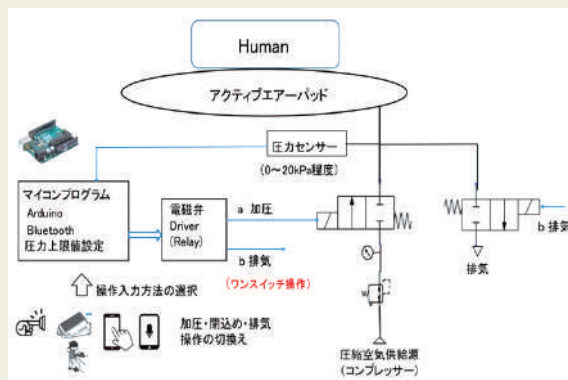 Human
アクティブエアーパッド
圧力センサー
(0～20kPa程度)
マイコンプログラム
Arduino
Bluetooth
圧力上限値設定
電磁弁
Driver
(Relay)
a 加圧
b 排気
(ワンスイッチ操作)
b 排気
排気
操作入力方法の選択
加圧・閉込め・排気
操作の切換え
圧縮空気供給源
(コンプレッサー)